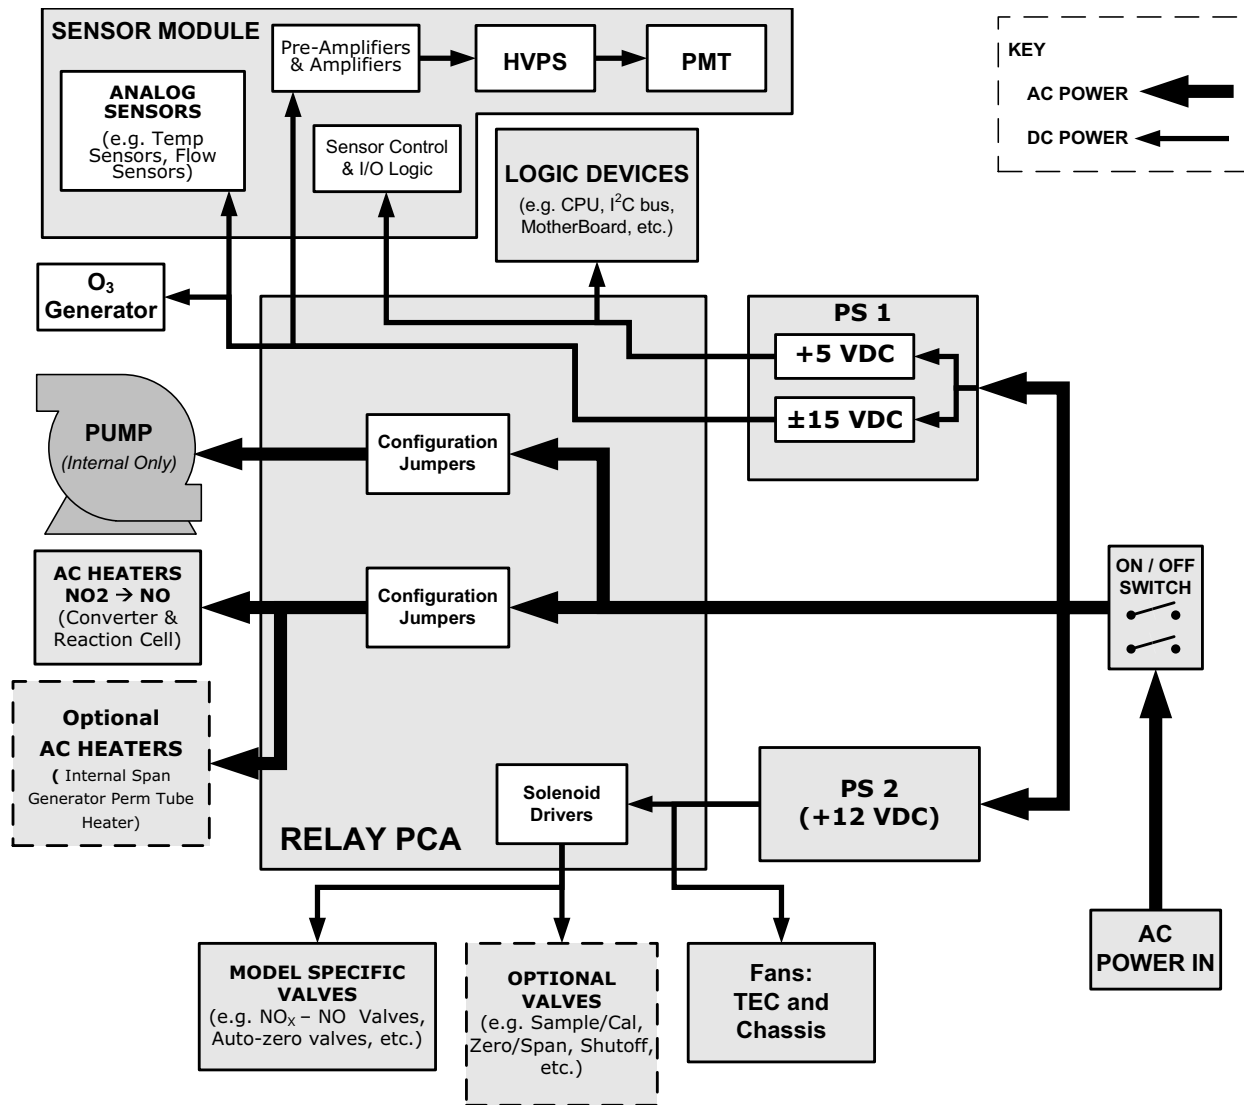 SENSOR MODULE
Pre-Amplifiers
& Amplifiers
HVPS
PMT
ANALOG
SENSORS
(e.g. Temp
Sensors, Flow
Sensors)
Sensor Control
& I/O Logic
LOGIC DEVICES
(e.g. CPU, I²C bus,
MotherBoard, etc.)
KEY
AC POWER
DC POWER
O₃
Generator
PS 1
+5 VDC
±15 VDC
PUMP
(Internal Only)
Configuration
Jumpers
AC HEATERS
NO2 → NO
(Converter &
Reaction Cell)
Configuration
Jumpers
ON / OFF
SWITCH
Optional
AC HEATERS
( Internal Span
Generator Perm Tube
Heater)
Solenoid
Drivers
PS 2
(+12 VDC)
RELAY PCA
AC
POWER IN
MODEL SPECIFIC
VALVES
(e.g. NOₓ – NO Valves,
Auto-zero valves, etc.)
OPTIONAL
VALVES
(e.g. Sample/Cal,
Zero/Span, Shutoff,
etc.)
Fans:
TEC and
Chassis